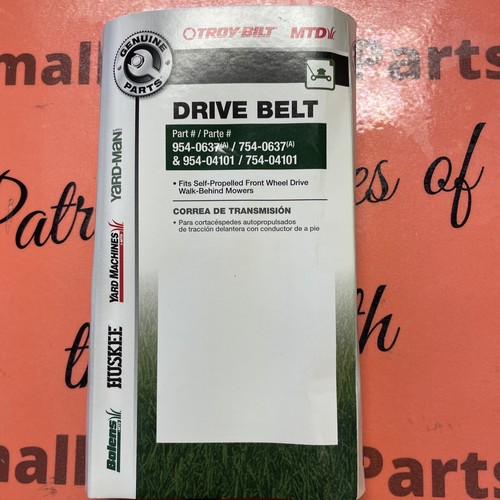 mall
Parts
GENUINE
PARTS
TROY-BILT
MTD
DRIVE BELT
Part # / Parte #
954-0637(A) / 754-0637(A)
& 954-04101 / 754-04101
• Fits Self-Propelled Front Wheel Drive
Walk-Behind Mowers
CORREA DE TRANSMISIÓN
• Para cortacéspedes autopropulsados
de tracción delantera con conductor de a pie
YARD-MAN
YARD MACHINES
HUSKEE
Bolens
Patr
es of
th
th
mall
Parts